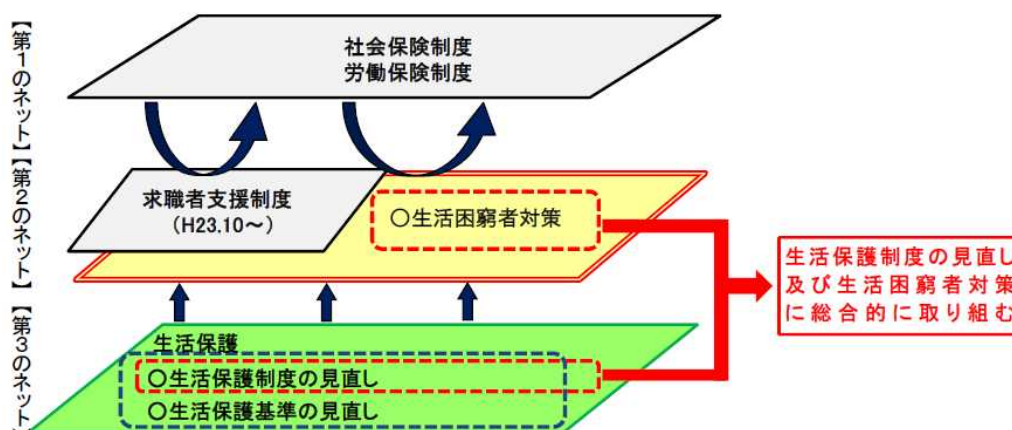 【第1のネット】
社会保険制度
労働保険制度
【第2のネット】
求職者支援制度
(H23.10～)
〇生活困窮者対策
生活保護制度の見直し
及び生活困窮者対策
に総合的に取り組む
【第3のネット】
生活保護
〇生活保護制度の見直し
〇生活保護基準の見直し